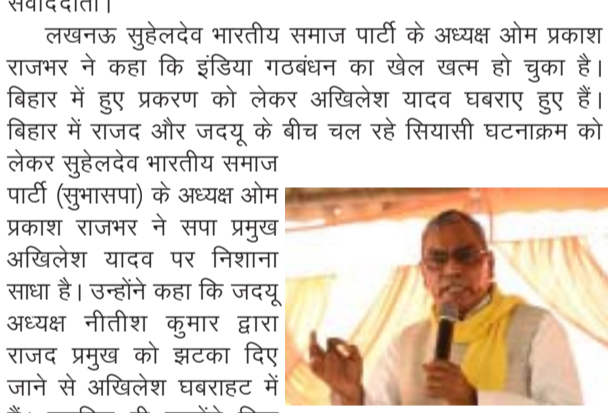 संवाददाता।
लखनऊ सुहेलदेव भारतीय समाज पार्टी के अध्यक्ष ओम प्रकाश
राजभर ने कहा कि इंडिया गठबंधन का खेल खत्म हो चुका है।
बिहार में हुए प्रकरण को लेकर अखिलेश यादव घबराए हुए हैं।
बिहार में राजद और जदयू के बीच चल रहे सियासी घटनाक्रम को
लेकर सुहेलदेव भारतीय समाज
पार्टी (सुभासपा) के अध्यक्ष ओम
प्रकाश राजभर ने सपा प्रमुख
अखिलेश यादव पर निशाना
साधा है। उन्होंने कहा कि जदयू
अध्यक्ष नीतीश कुमार द्वारा
राजद प्रमुख को झटका दिए
जाने से अखिलेश घबराहट में